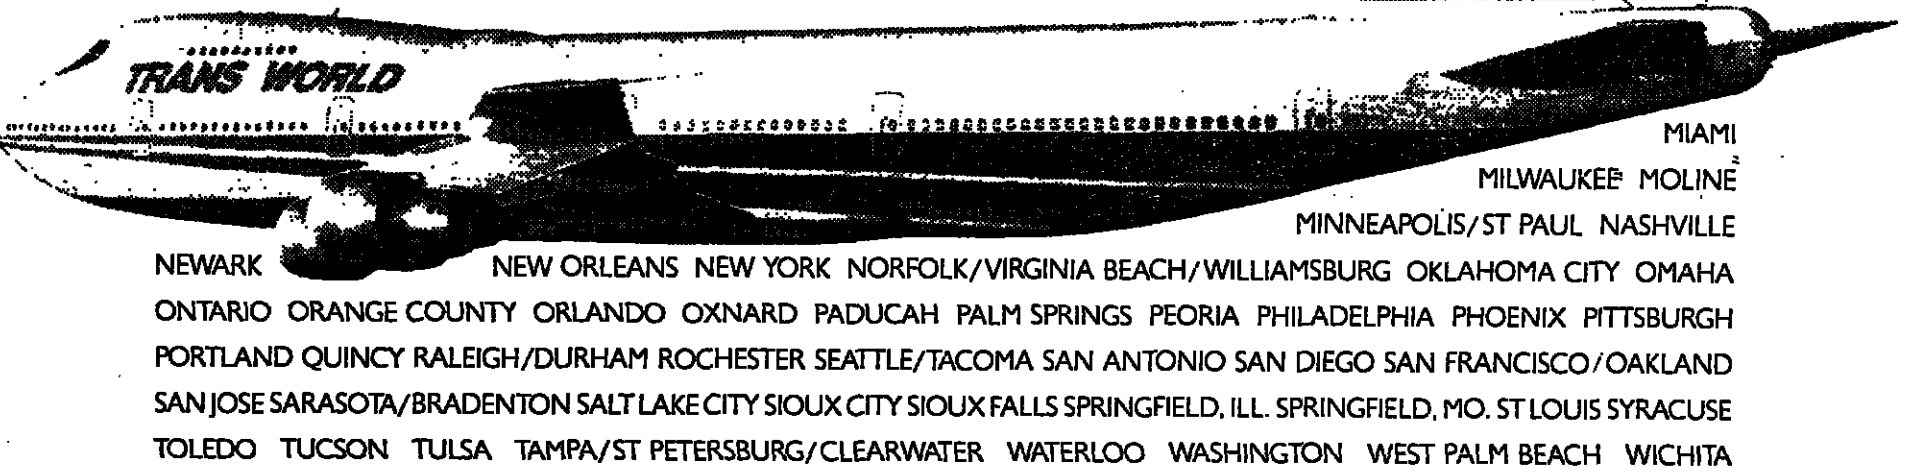 TRANS WORLD
MIAMI
MILWAUKEE MOLINE
MINNEAPOLIS/ST PAUL NASHVILLE
NEWARK NEW ORLEANS NEW YORK NORFOLK/VIRGINIA BEACH/WILLIAMSBURG OKLAHOMA CITY OMAHA
ONTARIO ORANGE COUNTY ORLANDO OXNARD PADUCAH PALM SPRINGS PEORIA PHILADELPHIA PHOENIX PITTSBURGH
PORTLAND QUINCY RALEIGH/DURHAM ROCHESTER SEATTLE/TACOMA SAN ANTONIO SAN DIEGO SAN FRANCISCO/OAKLAND
SAN JOSE SARASOTA/BRADENTON SALT LAKE CITY SIOUX CITY SIOUX FALLS SPRINGFIELD, ILL. SPRINGFIELD, MO. ST LOUIS SYRACUSE
TOLEDO TUCSON TULSA TAMPA/ST PETERSBURG/CLEARWATER WATERLOO WASHINGTON WEST PALM BEACH WICHITA